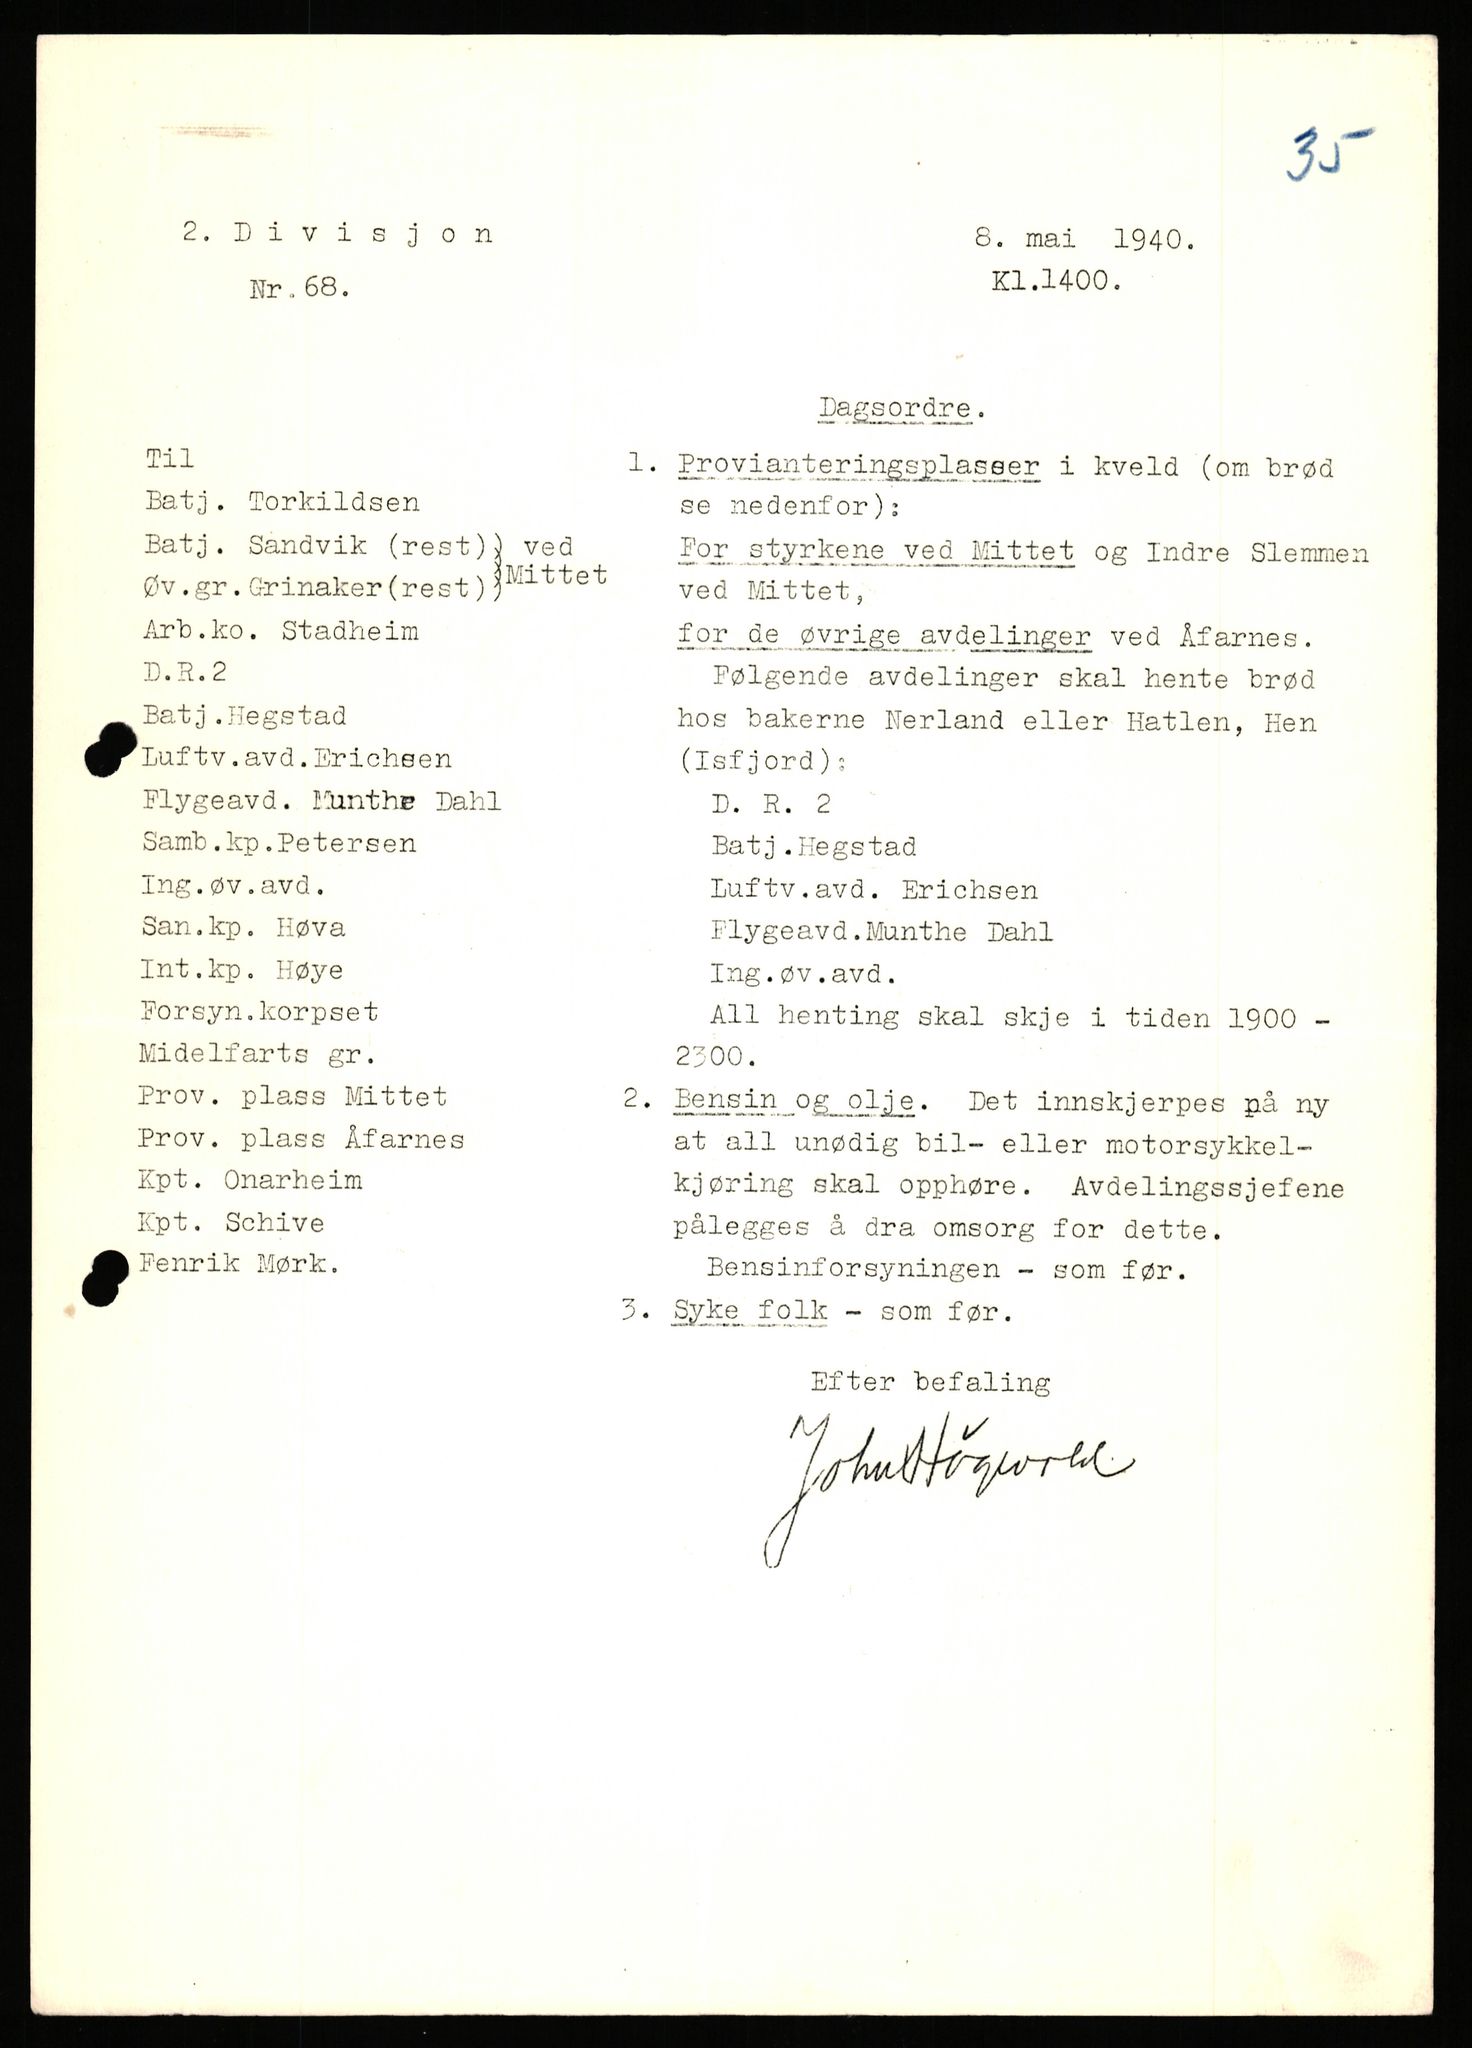 35
2. D i v i s j o n
8. mai 1940.
Nr.68.
Kl.1400.
Dagsordre.
Til
Batj. Torkildsen
Batj. Sandvik (rest)) ved
Øv.gr.Grinaker(rest)) Mittet
Arb.ko. Stadheim
D.R.2
Batj.Hegstad
Luftv.avd.Erichsen
Flygeavd. Munthe Dahl
Samb.kp.Petersen
Ing.øv.avd.
San.kp. Høva
Int.kp. Høye
Forsyn.korpset
Midelfarts gr.
Prov. plass Mittet
Prov. plass Åfarnes
Kpt. Onarheim
Kpt. Schive
Fenrik Mørk.
1. Provianteringsplasser i kveld (om brød
se nedenfor):
For styrkene ved Mittet og Indre Slemmen
ved Mittet,
for de øvrige avdelinger ved Åfarnes.
Følgende avdelinger skal hente brød
hos bakerne Nerland eller Hatlen, Hen
(Isfjord):
D. R. 2
Batj.Hegstad
Luftv.avd. Erichsen
Flygeavd.Munthe Dahl
Ing.øv.avd.
All henting skal skje i tiden 1900 -
2300.
2. Bensin og olje. Det innskjerpes på ny
at all unødig bil- eller motorsykkel-
kjøring skal opphøre. Avdelingssjefene
pålegges å dra omsorg for dette.
Bensinforsyningen - som før.
3. Syke folk - som før.
Efter befaling
John Högvold